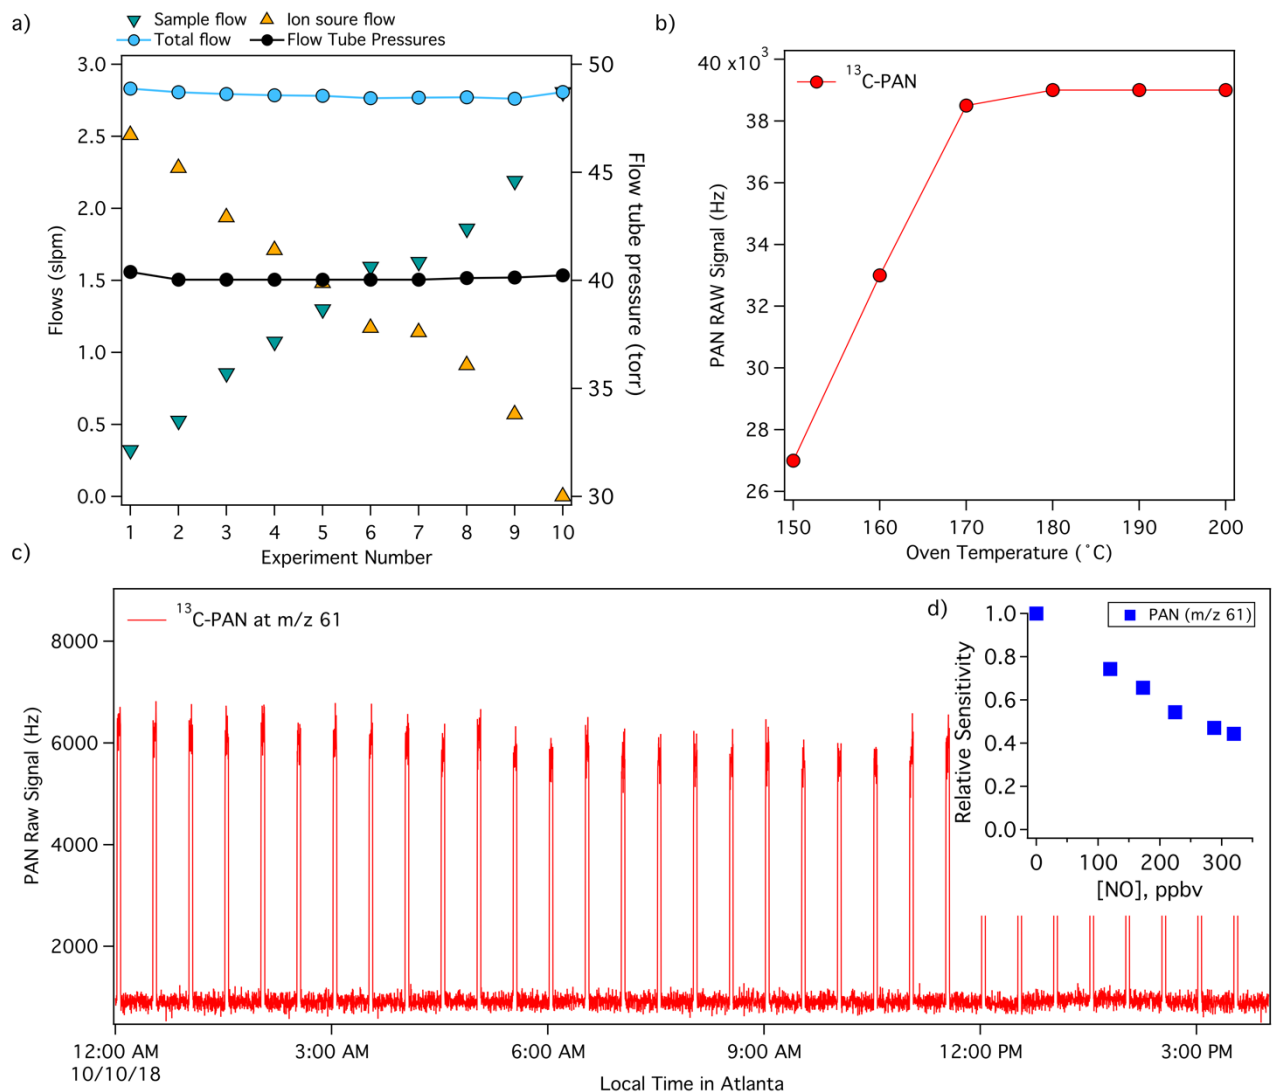 a)
Sample flow
Ion soure flow
Total flow
Flow Tube Pressures
3.0
2.5
2.0
1.5
1.0
0.5
0.0
Flows (slpm)
50
45
40
35
30
Flow tube pressure (torr)
1 2 3 4 5 6 7 8 9 10
Experiment Number
b)
40 x10³
38
36
34
33
32
30
28
26
PAN RAW Signal (Hz)
¹³C-PAN
150 160 170 180 190 200
Oven Temperature (˚C)
c)
¹³C-PAN at m/z 61
8000
6000
4000
2000
PAN Raw Signal (Hz)
12:00 AM 3:00 AM 6:00 AM 9:00 AM 12:00 PM 3:00 PM
10/10/18
Local Time in Atlanta
d)
PAN (m/z 61)
1.0
0.8
0.6
0.4
0.2
0.0
Relative Sensitivity
0 100 200 300
[NO], ppbv